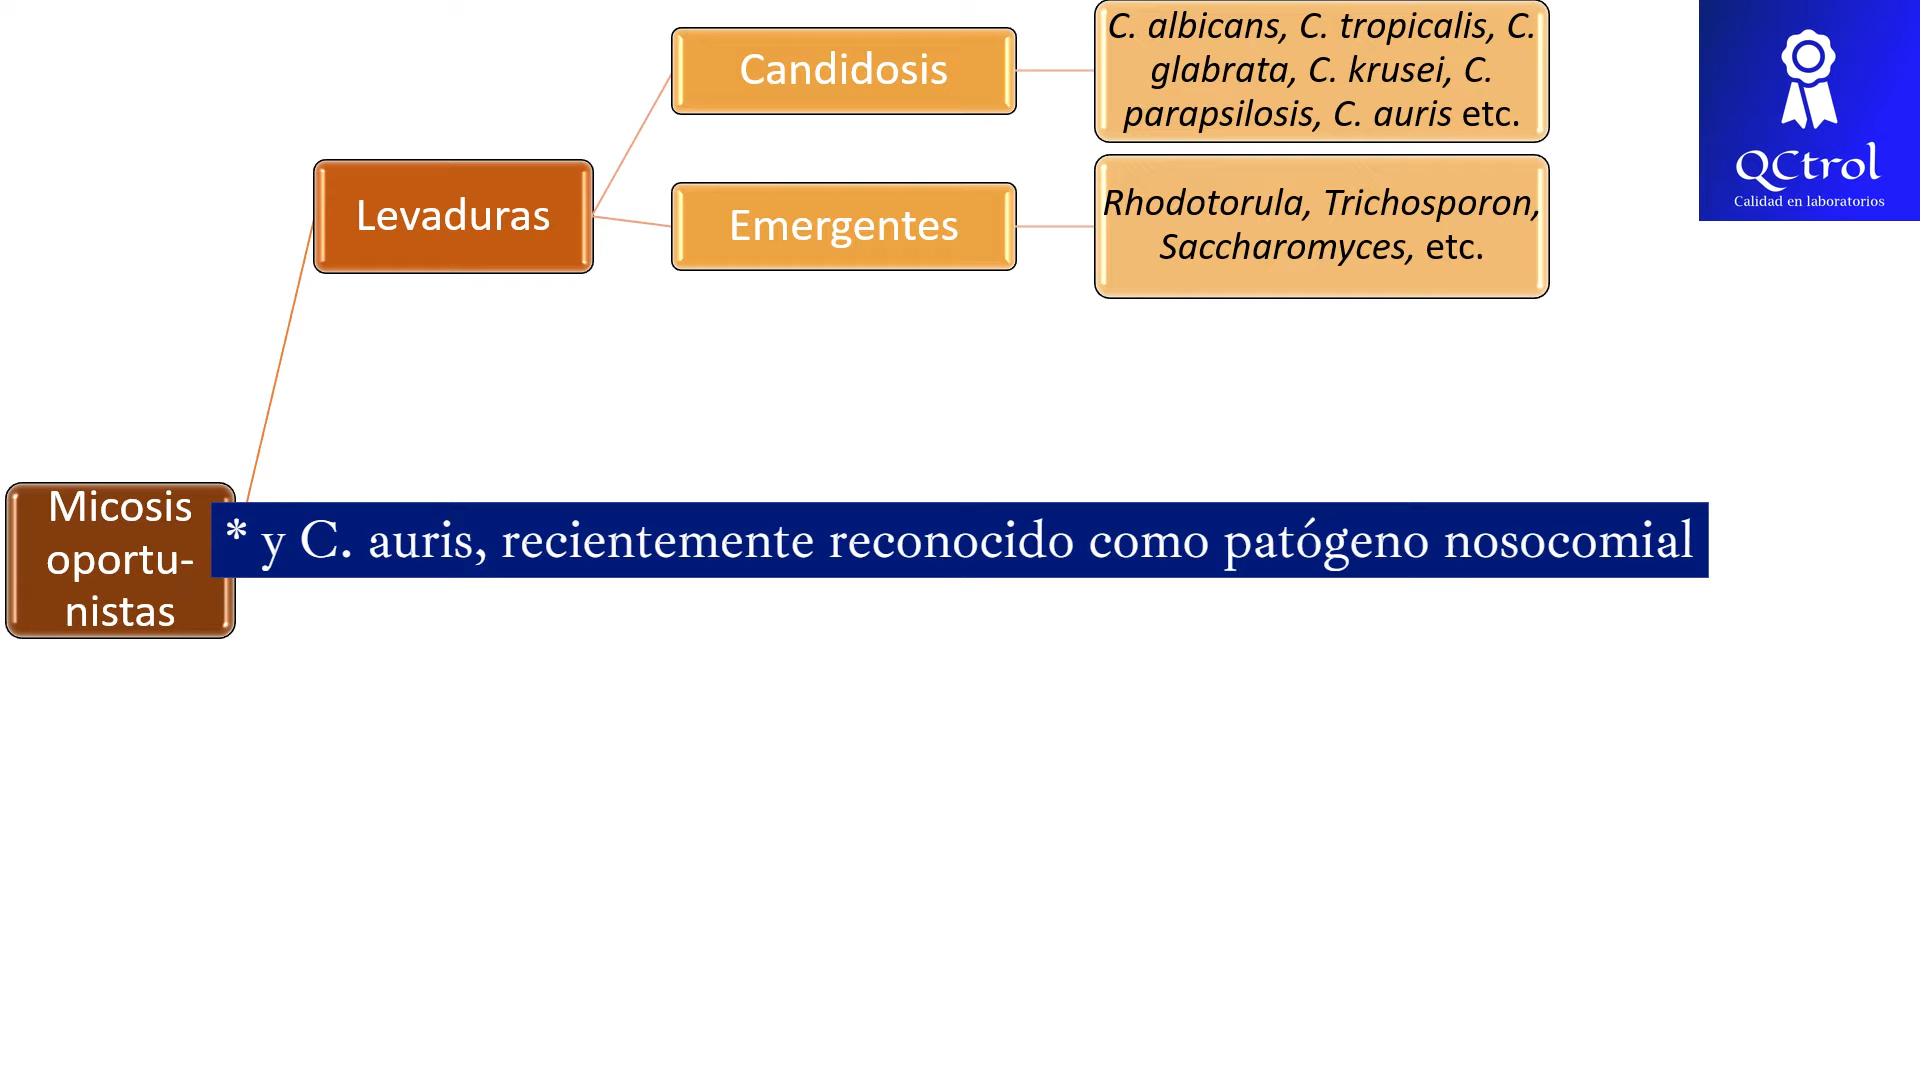 Candidosis
C. albicans, C. tropicalis, C.
glabrata, C. krusei, C.
parapsilosis, C. auris etc.
Levaduras
Emergentes
Rhodotorula, Trichosporon,
Saccharomyces, etc.
QCtrol
Calidad en laboratorios
Micosis
oportu-
nistas
* y C. auris, recientemente reconocido como patógeno nosocomial